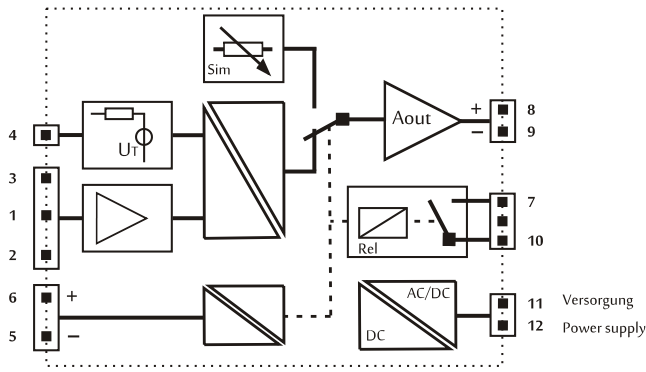 Sim
+ 8
Aout
− 9
4
UT
3
7
1
Rel
10
2
6 +
AC/DC
11 Versorgung
5 −
DC
12 Power supply